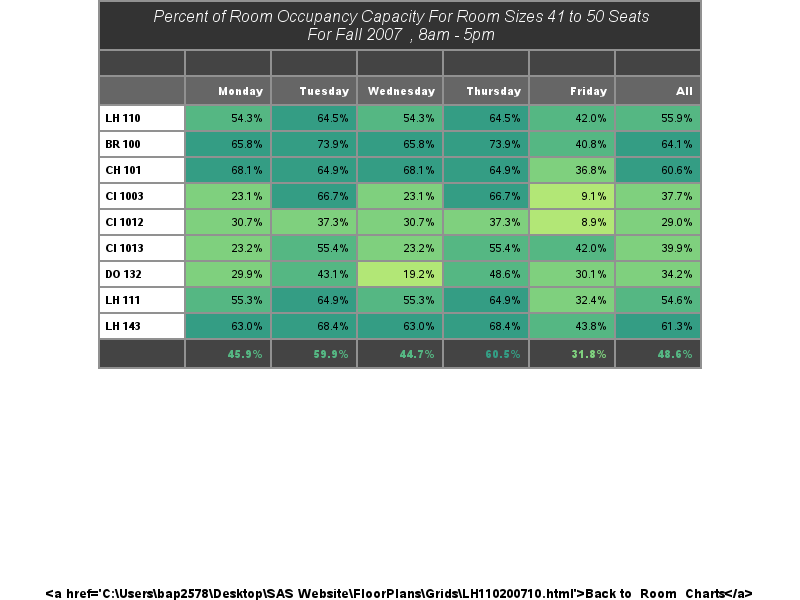 Percent of Room Occupancy Capacity For Room Sizes 41 to 50 Seats
For Fall 2007 , 8am - 5pm
Monday Tuesday Wednesday Thursday Friday All
LH 110 54.3% 64.5% 54.3% 64.5% 42.0% 55.9%
BR 100 65.8% 73.9% 65.8% 73.9% 40.8% 64.1%
CH 101 68.1% 64.9% 68.1% 64.9% 36.8% 60.6%
CI 1003 23.1% 66.7% 23.1% 66.7% 9.1% 37.7%
CI 1012 30.7% 37.3% 30.7% 37.3% 8.9% 29.0%
CI 1013 23.2% 55.4% 23.2% 55.4% 42.0% 39.9%
DO 132 29.9% 43.1% 19.2% 48.6% 30.1% 34.2%
LH 111 55.3% 64.9% 55.3% 64.9% 32.4% 54.6%
LH 143 63.0% 68.4% 63.0% 68.4% 43.8% 61.3%
45.9% 59.9% 44.7% 60.5% 31.8% 48.6%
<a href='C:\Users\bap2578\Desktop\SAS Website\FloorPlans\Grids\LH110200710.html'>Back to Room Charts</a>